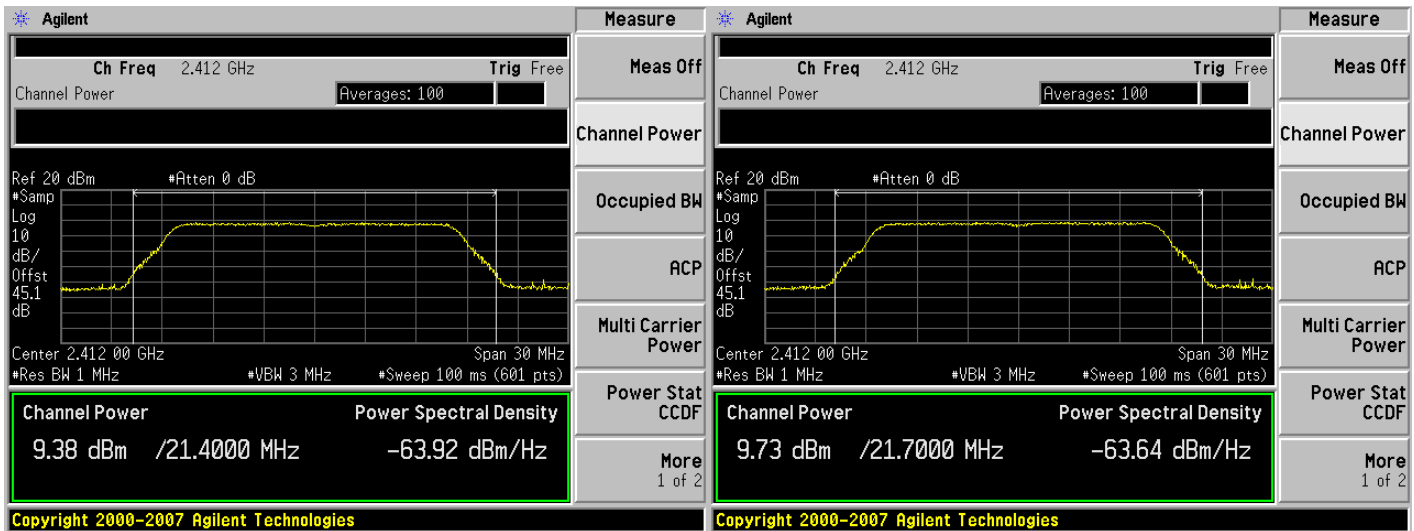 Agilent
Ch Freq 2.412 GHz Trig Free
Channel Power Averages: 100
Ref 20 dBm #Atten 0 dB
#Samp
Log
10
dB/
Offst
45.1
dB
Center 2.412 00 GHz Span 30 MHz
#Res BW 1 MHz #VBW 3 MHz #Sweep 100 ms (601 pts)
Channel Power Power Spectral Density
9.38 dBm /21.4000 MHz -63.92 dBm/Hz
Copyright 2000-2007 Agilent Technologies
Measure
Meas Off
Channel Power
Occupied BW
ACP
Multi Carrier
Power
Power Stat
CCDF
More
1 of 2
Agilent
Ch Freq 2.412 GHz Trig Free
Channel Power Averages: 100
Ref 20 dBm #Atten 0 dB
#Samp
Log
10
dB/
Offst
45.1
dB
Center 2.412 00 GHz Span 30 MHz
#Res BW 1 MHz #VBW 3 MHz #Sweep 100 ms (601 pts)
Channel Power Power Spectral Density
9.73 dBm /21.7000 MHz -63.64 dBm/Hz
Copyright 2000-2007 Agilent Technologies
Measure
Meas Off
Channel Power
Occupied BW
ACP
Multi Carrier
Power
Power Stat
CCDF
More
1 of 2